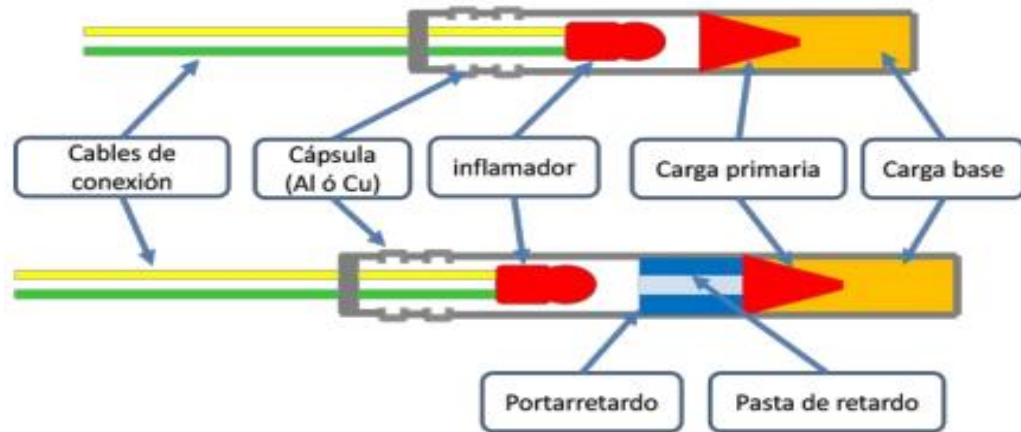 Cables de
conexión
Cápsula
(Al ó Cu)
inflamador
Carga primaria
Carga base
Portarretardo
Pasta de retardo